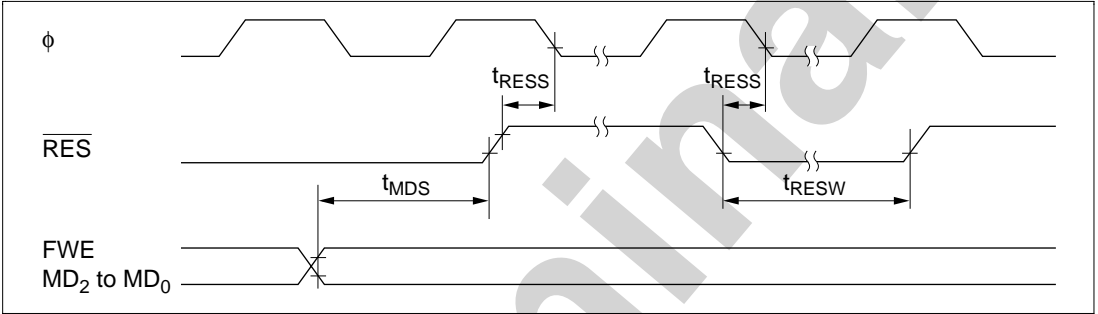 ϕ
tRESS tRESS
RES
tMDS tRESW
FWE
MD2 to MD0